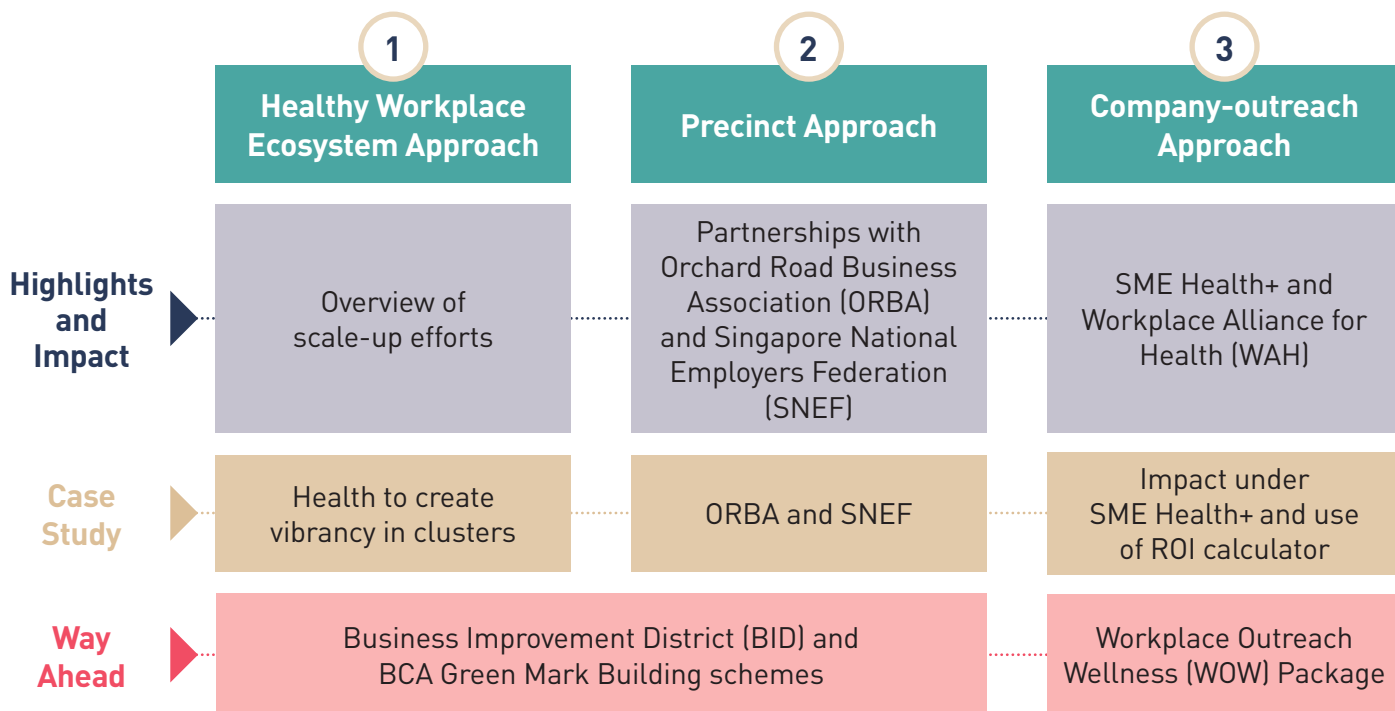 1
Healthy Workplace
Ecosystem Approach
2
Precinct Approach
3
Company-outreach
Approach
Highlights
and
Impact
Overview of
scale-up efforts
Partnerships with
Orchard Road Business
Association (ORBA)
and Singapore National
Employers Federation
(SNEF)
SME Health+ and
Workplace Alliance for
Health (WAH)
Case
Study
Health to create
vibrancy in clusters
ORBA and SNEF
Impact under
SME Health+ and use
of ROI calculator
Way
Ahead
Business Improvement District (BID) and
BCA Green Mark Building schemes
Workplace Outreach
Wellness (WOW) Package